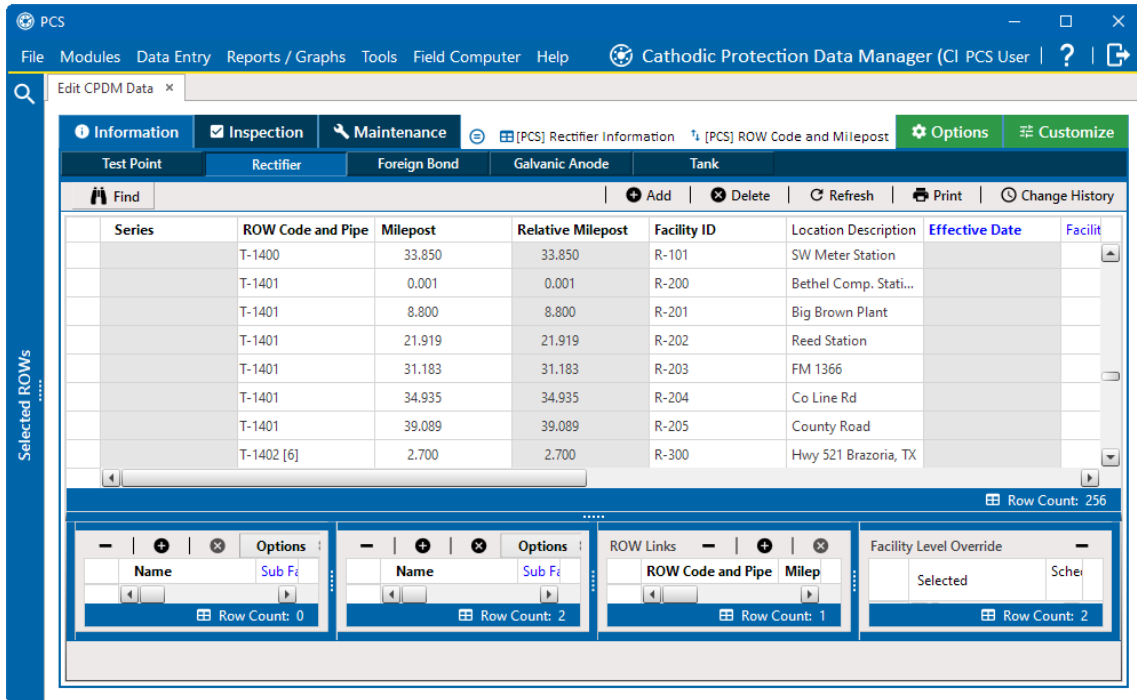 PCS
File Modules Data Entry Reports / Graphs Tools Field Computer Help Cathodic Protection Data Manager (CI PCS User | ? |
Edit CPDM Data ×
Information Inspection Maintenance [PCS] Rectifier Information [PCS] ROW Code and Milepost Options Customize
Test Point Rectifier Foreign Bond Galvanic Anode Tank
Find | Add | Delete | Refresh | Print | Change History
Series ROW Code and Pipe Milepost Relative Milepost Facility ID Location Description Effective Date Facilit
T-1400 33.850 33.850 R-101 SW Meter Station
T-1401 0.001 0.001 R-200 Bethel Comp. Stati...
T-1401 8.800 8.800 R-201 Big Brown Plant
T-1401 21.919 21.919 R-202 Reed Station
T-1401 31.183 31.183 R-203 FM 1366
T-1401 34.935 34.935 R-204 Co Line Rd
T-1401 39.089 39.089 R-205 County Road
T-1402 [6] 2.700 2.700 R-300 Hwy 521 Brazoria, TX
Selected ROWs
Row Count: 256
Options Options ROW Links Facility Level Override
Name Sub Fa Name Sub Fa ROW Code and Pipe Milep Selected Sche
Row Count: 0 Row Count: 2 Row Count: 1 Row Count: 2